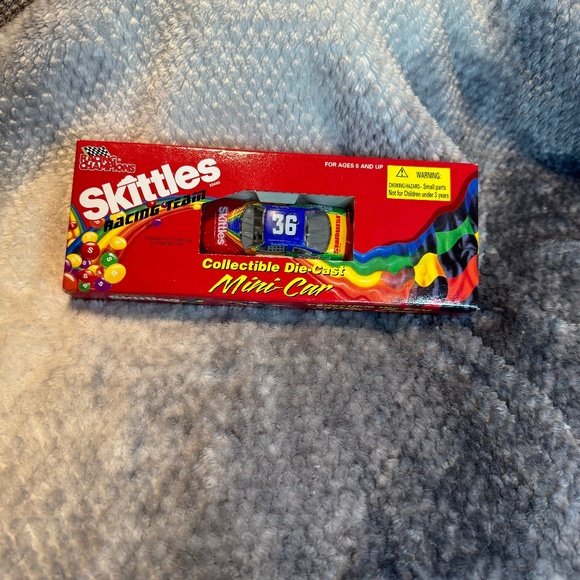 RACING CHAMPIONS
Skittles
RACING TEAM
FOR AGES 5 AND UP
WARNING:
CHOKING HAZARD - Small parts
Not for Children under 3 years
Skittles
36
Collectible Die-Cast
Mini-Car